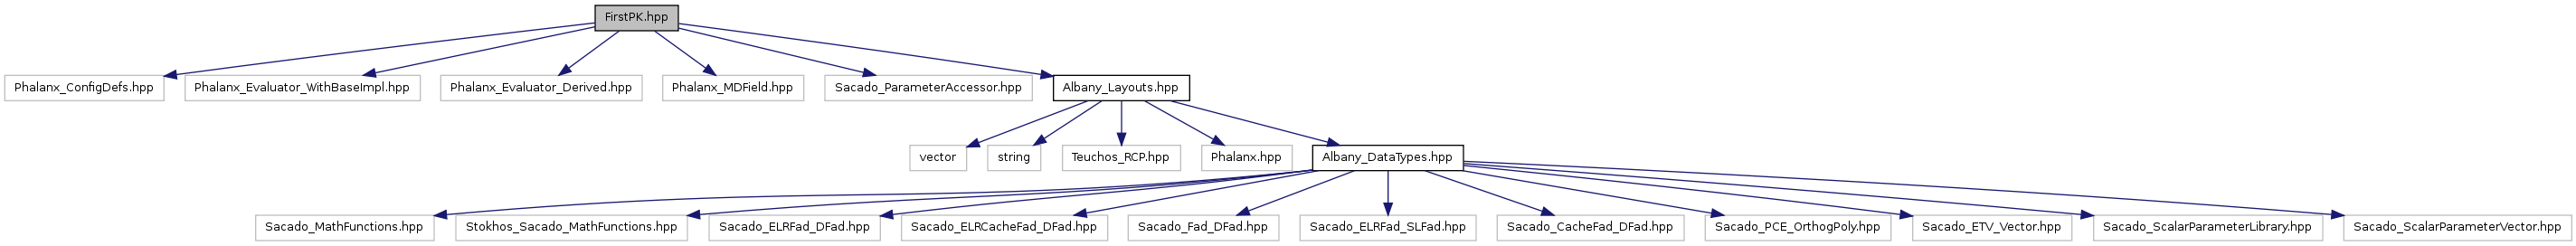 FirstPK.hpp
Phalanx_ConfigDefs.hpp
Phalanx_Evaluator_WithBaseImpl.hpp
Phalanx_Evaluator_Derived.hpp
Phalanx_MDField.hpp
Sacado_ParameterAccessor.hpp
Albany_Layouts.hpp
vector
string
Teuchos_RCP.hpp
Phalanx.hpp
Albany_DataTypes.hpp
Sacado_MathFunctions.hpp
Stokhos_Sacado_MathFunctions.hpp
Sacado_ELRFad_DFad.hpp
Sacado_ELRCacheFad_DFad.hpp
Sacado_Fad_DFad.hpp
Sacado_ELRFad_SLFad.hpp
Sacado_CacheFad_DFad.hpp
Sacado_PCE_OrthogPoly.hpp
Sacado_ETV_Vector.hpp
Sacado_ScalarParameterLibrary.hpp
Sacado_ScalarParameterVector.hpp